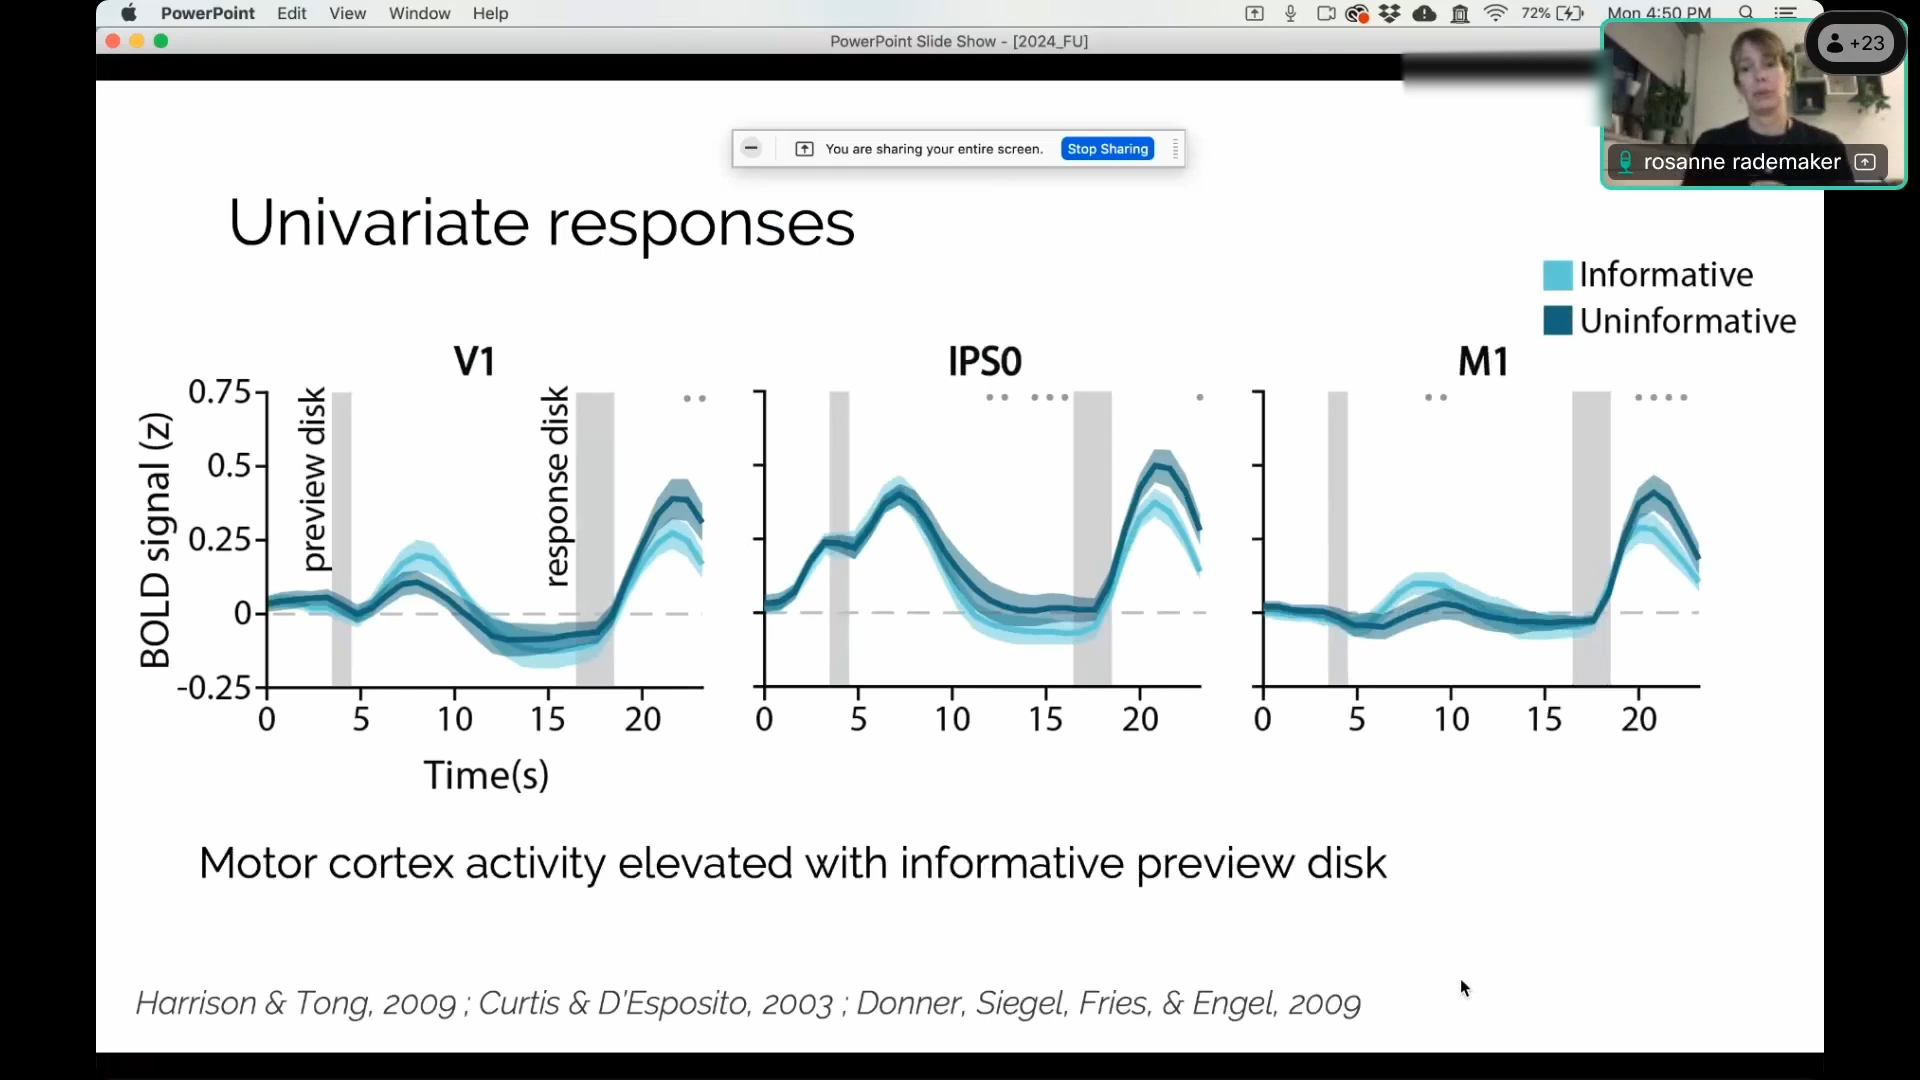 PowerPoint Edit View Window Help 72% Mon 4:50 PM
PowerPoint Slide Show - [2024_FU]
+23
You are sharing your entire screen. Stop Sharing
rosanne rademaker
Univariate responses
Informative
Uninformative
V1 IPS0 M1
BOLD signal (z)
0.75
0.5
0.25
0
-0.25
preview disk
response disk
0 5 10 15 20
0 5 10 15 20
0 5 10 15 20
Time(s)
Motor cortex activity elevated with informative preview disk
Harrison & Tong, 2009 ; Curtis & D'Esposito, 2003 ; Donner, Siegel, Fries, & Engel, 2009